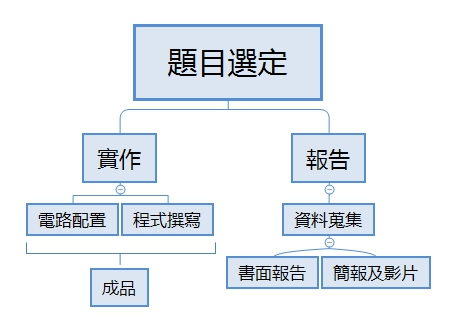 題目選定
實作
報告
電路配置
程式撰寫
資料蒐集
成品
書面報告
簡報及影片